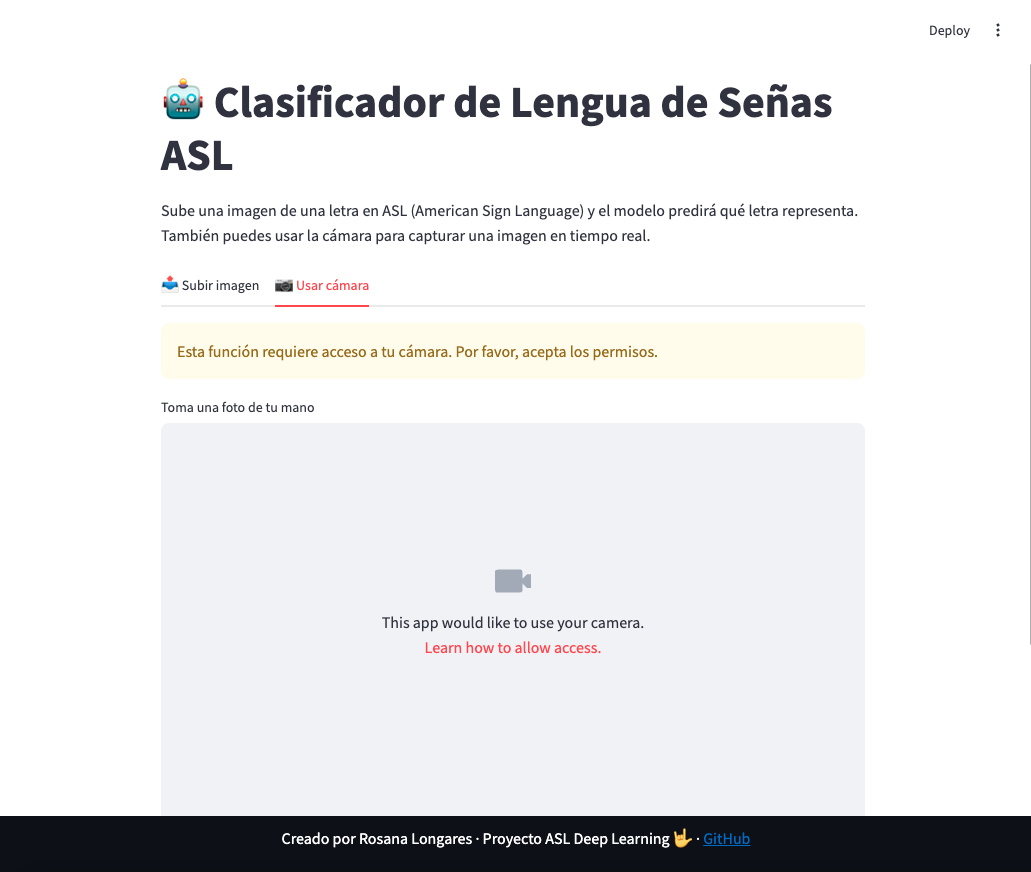 Deploy
🤖 Clasificador de Lengua de Señas
ASL
Sube una imagen de una letra en ASL (American Sign Language) y el modelo predirá qué letra representa.
También puedes usar la cámara para capturar una imagen en tiempo real.
📤 Subir imagen
📷 Usar cámara
Esta función requiere acceso a tu cámara. Por favor, acepta los permisos.
Toma una foto de tu mano
This app would like to use your camera.
Learn how to allow access.
Creado por Rosana Longares · Proyecto ASL Deep Learning 🤟 · GitHub